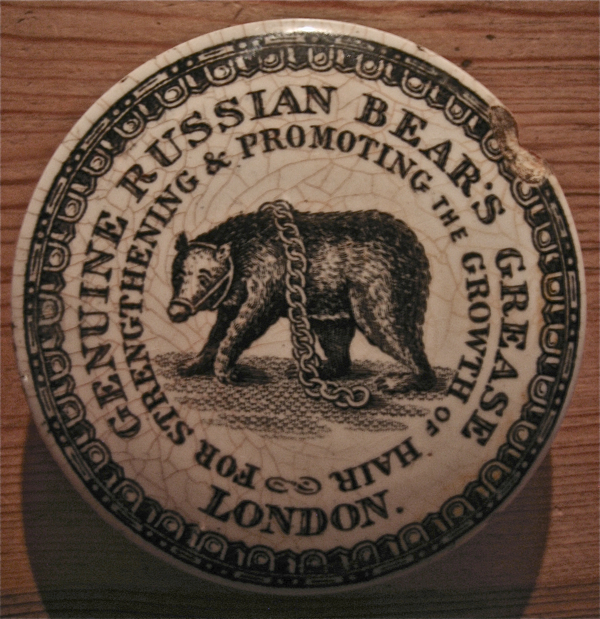 GENUINE RUSSIAN BEAR'S GREASE
FOR STRENGTHENING & PROMOTING THE GROWTH OF HAIR
LONDON.